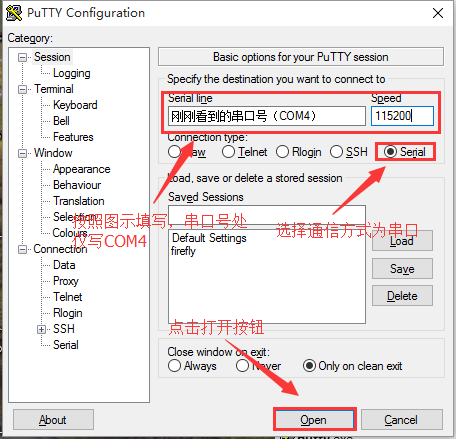 PuTTY Configuration
Category:
Session
Logging
Terminal
Keyboard
Bell
Features
Window
Appearance
Behaviour
Translation
Selection
Colours
Connection
Data
Proxy
Telnet
Rlogin
SSH
Serial
Basic options for your PuTTY session
Specify the destination you want to connect to
Serial line
Speed
刚刚看到的串口号（COM4）
115200
Connection type:
Raw
Telnet
Rlogin
SSH
Serial
Load, save or delete a stored session
Saved Sessions
按照图示填写，串口号处
仅写COM4
选择通信方式为串口
Default Settings
firefly
Load
Save
Delete
点击打开按钮
Close window on exit:
Always
Never
Only on clean exit
About
Open
Cancel